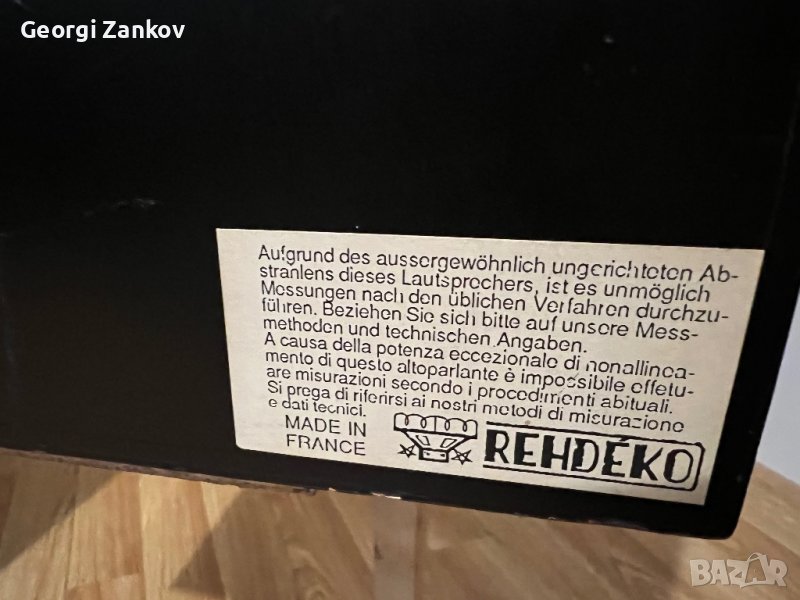 Georgi Zankov
Aufgrund des aussergewöhnlich ungerichteten Ab-
stranlens dieses Lautsprechers, ist es unmöglich
Messungen nach den üblichen Verfahren durchzu-
führen. Beziehen Sie sich bitte auf unsere Mess-
methoden und technischen Angaben.
A causa della potenza eccezionale di nonallinea-
mento di questo altoparlante è impossibile effetu-
are misurazioni secondo i procedimenti abituali.
Si prega di riferirsi ai nostri metodi di misurazione
e dati tecnici.
MADE IN
FRANCE
REHDÉKO
BAZAR